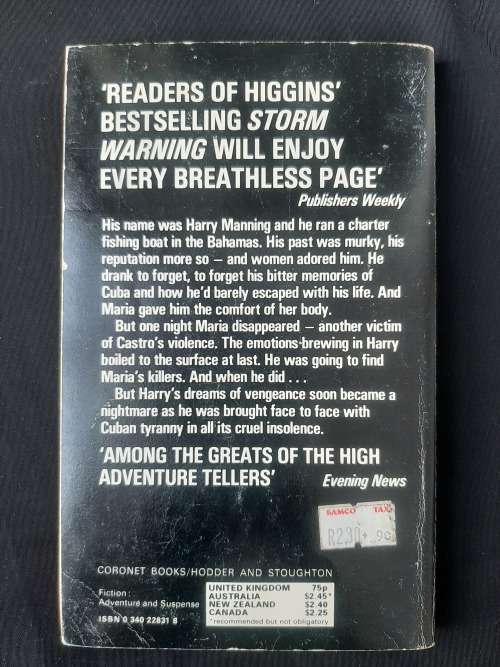 'READERS OF HIGGINS'
BESTSELLING STORM
WARNING WILL ENJOY
EVERY BREATHLESS PAGE'
Publishers Weekly
His name was Harry Manning and he ran a charter
fishing boat in the Bahamas. His past was murky, his
reputation more so – and women adored him. He
drank to forget, to forget his bitter memories of
Cuba and how he'd barely escaped with his life. And
Maria gave him the comfort of her body.
But one night Maria disappeared – another victim
of Castro's violence. The emotions brewing in Harry
boiled to the surface at last. He was going to find
Maria's killers. And when he did . . .
But Harry's dreams of vengeance soon became a
nightmare as he was brought face to face with
Cuban tyranny in all its cruel insolence.
'AMONG THE GREATS OF THE HIGH
ADVENTURE TELLERS' Evening News
SAMCO TAX
R2,30+
CORONET BOOKS/HODDER AND STOUGHTON
Fiction:
Adventure and Suspense
ISBN 0 340 22831 8
UNITED KINGDOM 75p
AUSTRALIA $2.45*
NEW ZEALAND $2.40
CANADA $2.25
*recommended but not obligatory